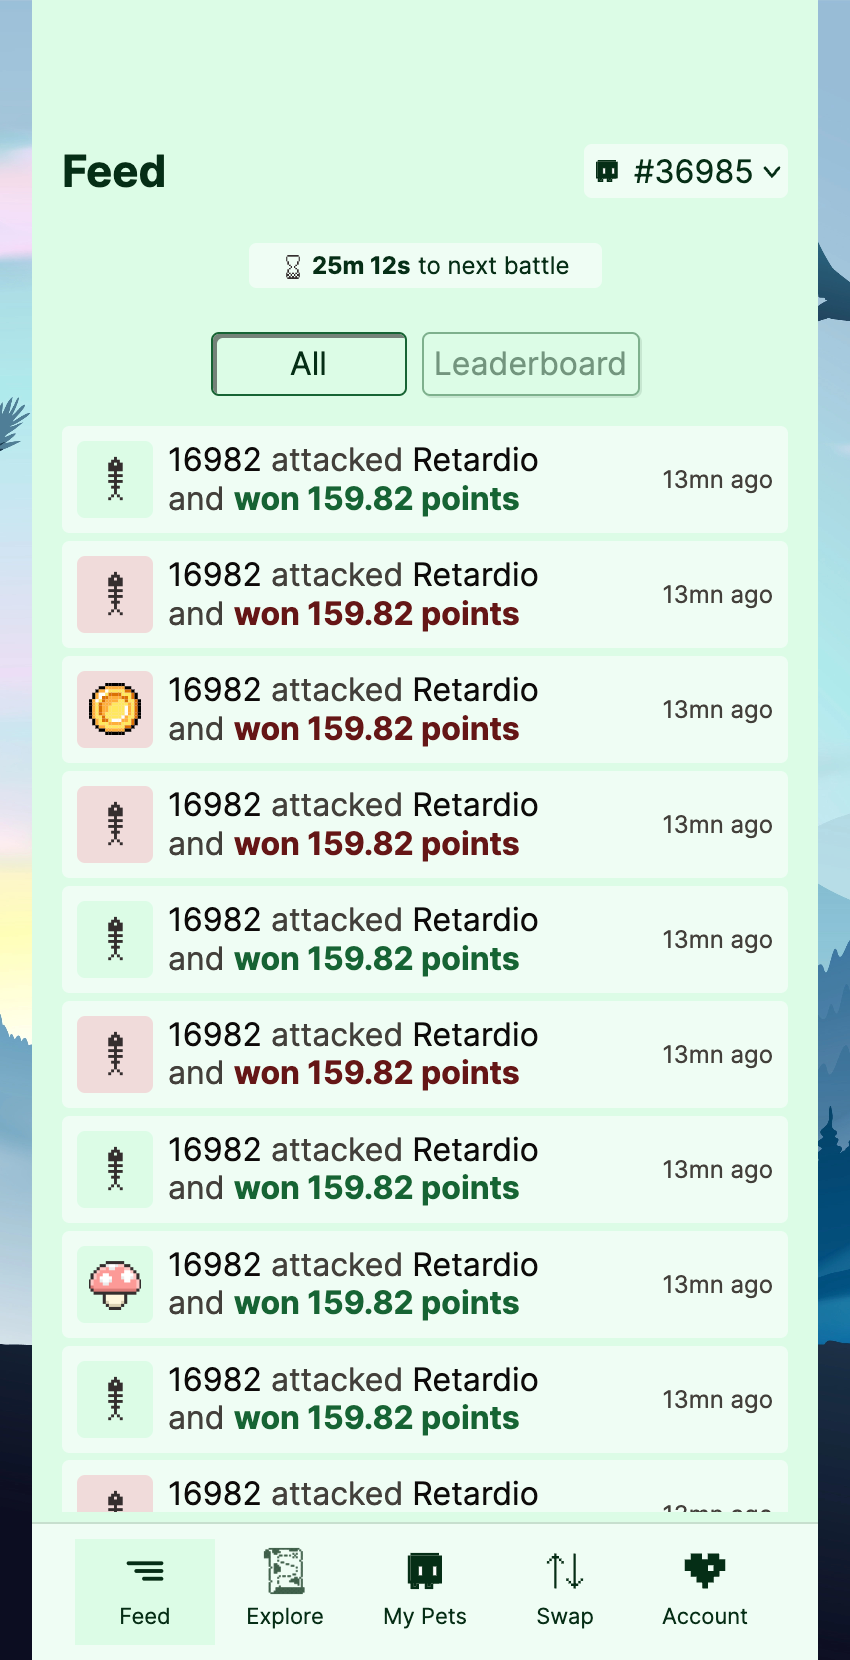 Feed
#36985
25m 12s to next battle
All
Leaderboard
16982 attacked Retardio
and won 159.82 points
13mn ago
16982 attacked Retardio
and won 159.82 points
13mn ago
16982 attacked Retardio
and won 159.82 points
13mn ago
16982 attacked Retardio
and won 159.82 points
13mn ago
16982 attacked Retardio
and won 159.82 points
13mn ago
16982 attacked Retardio
and won 159.82 points
13mn ago
16982 attacked Retardio
and won 159.82 points
13mn ago
16982 attacked Retardio
and won 159.82 points
13mn ago
16982 attacked Retardio
and won 159.82 points
13mn ago
16982 attacked Retardio
Feed
Explore
My Pets
Swap
Account